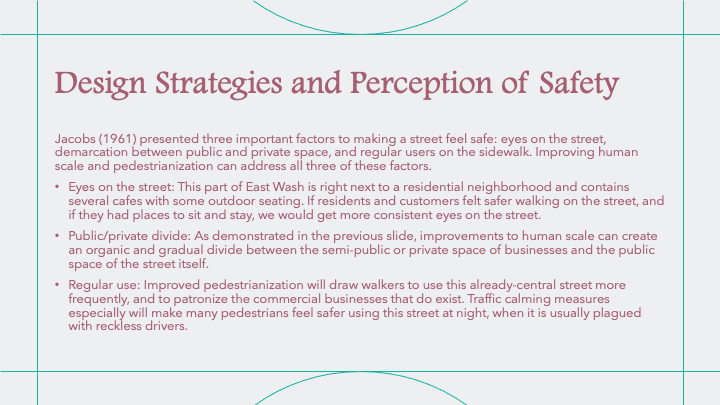 Design Strategies and Perception of Safety
Jacobs (1961) presented three important factors to making a street feel safe: eyes on the street,
demarcation between public and private space, and regular users on the sidewalk. Improving human
scale and pedestrianization can address all three of these factors.
• Eyes on the street: This part of East Wash is right next to a residential neighborhood and contains
several cafes with some outdoor seating. If residents and customers felt safer walking on the street, and
if they had places to sit and stay, we would get more consistent eyes on the street.
• Public/private divide: As demonstrated in the previous slide, improvements to human scale can create
an organic and gradual divide between the semi-public or private space of businesses and the public
space of the street itself.
• Regular use: Improved pedestrianization will draw walkers to use this already-central street more
frequently, and to patronize the commercial businesses that do exist. Traffic calming measures
especially will make many pedestrians feel safer using this street at night, when it is usually plagued
with reckless drivers.